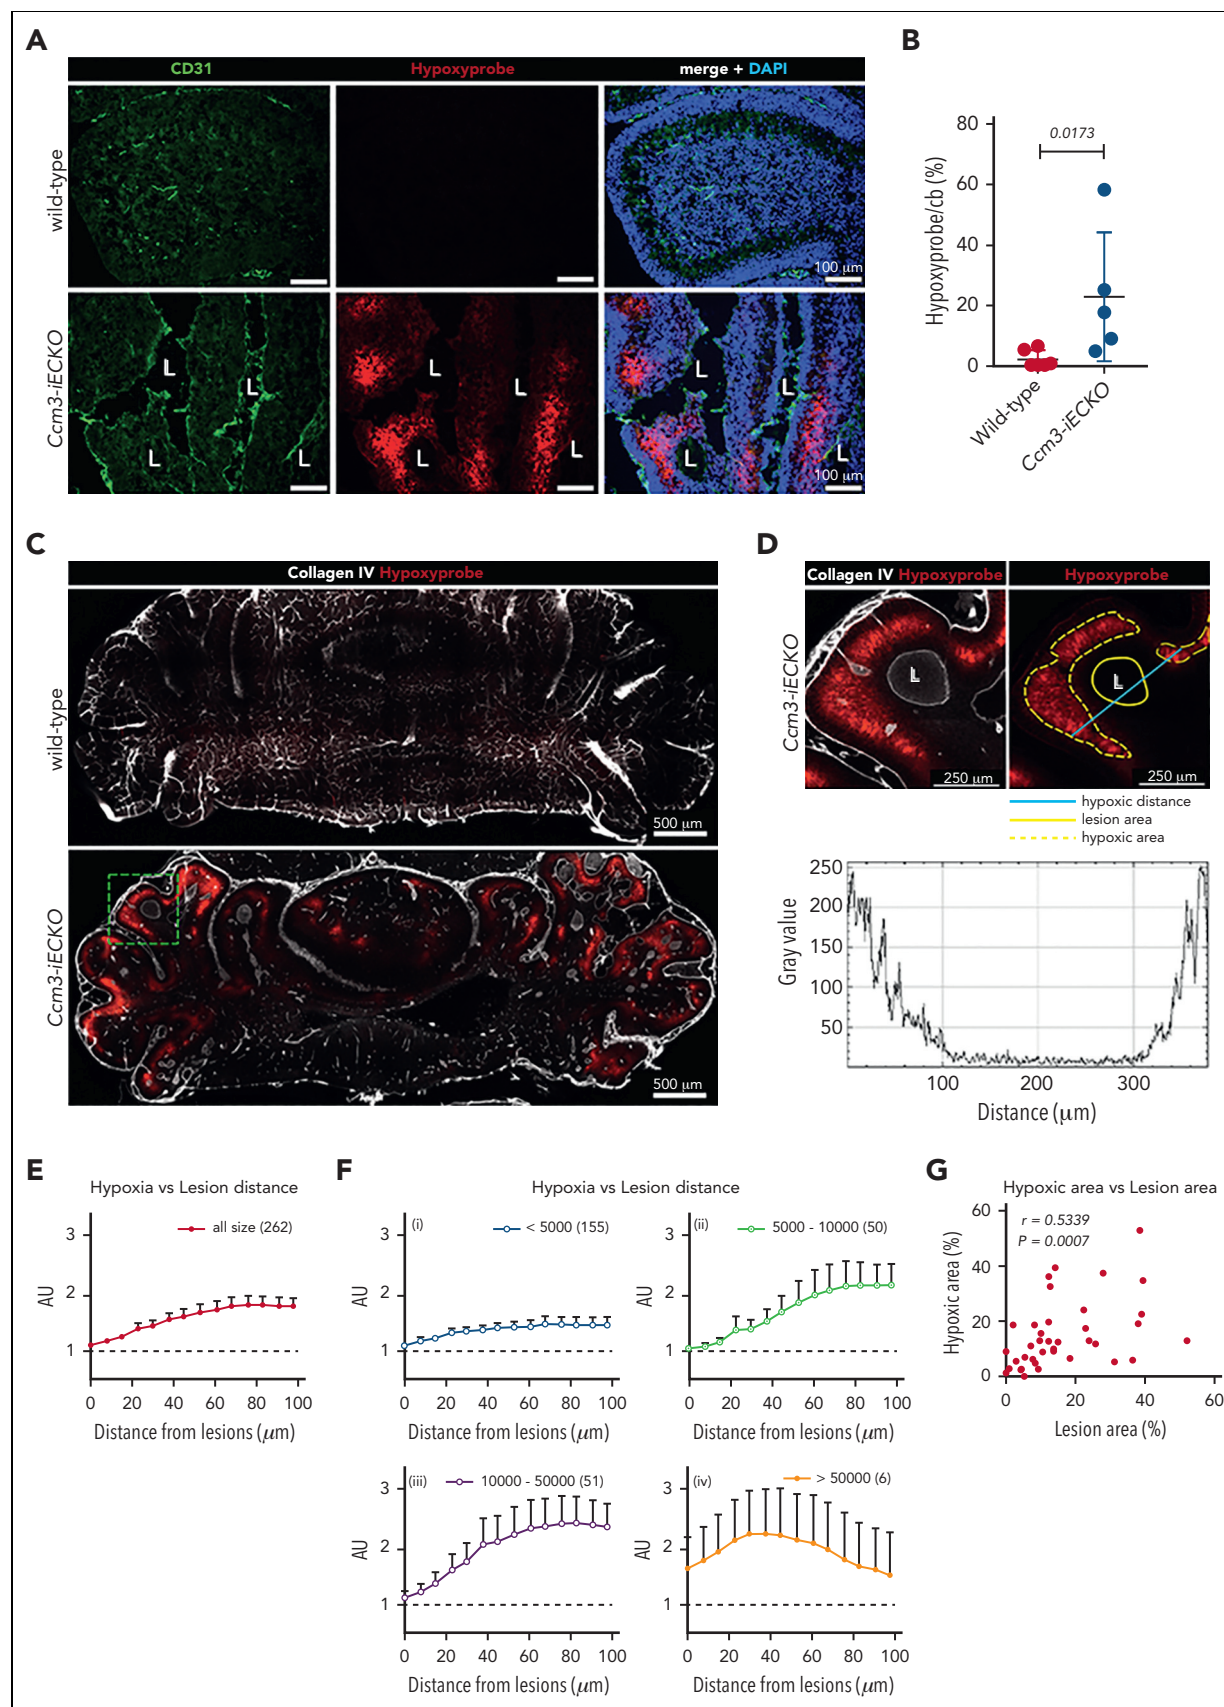 A
CD31 Hypoxyprobe merge + DAPI
wild-type
100 μm
Ccm3-iECKO
L L L L
L L L L
L L L L
100 μm
B
0.0173
Hypoxyprobe/cb (%)
80
60
40
20
0
Wild-type
Ccm3-iECKO
C
Collagen IV Hypoxyprobe
wild-type
500 μm
Ccm3-iECKO
500 μm
D
Collagen IV Hypoxyprobe Hypoxyprobe
Ccm3-iECKO
L L
250 μm 250 μm
hypoxic distance
lesion area
hypoxic area
Gray value
250
200
150
100
50
100 200 300
Distance (μm)
E
Hypoxia vs Lesion distance
all size (262)
AU
3
2
1
0 20 40 60 80 100
Distance from lesions (μm)
F
Hypoxia vs Lesion distance
(i) < 5000 (155)
AU
3
2
1
0 20 40 60 80 100
Distance from lesions (μm)
(ii) 5000 - 10000 (50)
AU
3
2
1
0 20 40 60 80 100
Distance from lesions (μm)
(iii) 10000 - 50000 (51)
AU
3
2
1
0 20 40 60 80 100
Distance from lesions (μm)
(iv) > 50000 (6)
AU
3
2
1
0 20 40 60 80 100
Distance from lesions (μm)
G
Hypoxic area vs Lesion area
r = 0.5339
P = 0.0007
Hypoxic area (%)
60
40
20
0
0 20 40 60
Lesion area (%)